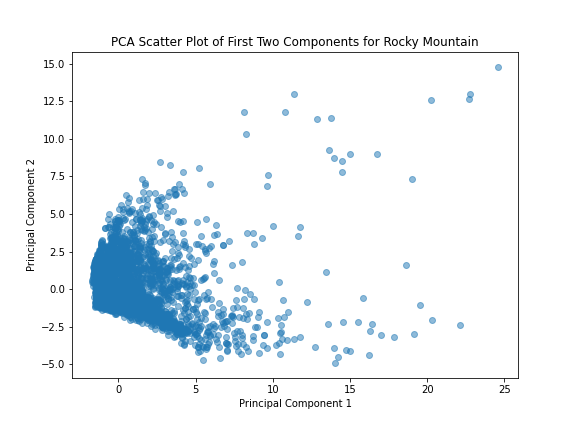 PCA Scatter Plot of First Two Components for Rocky Mountain
15.0
12.5
10.0
7.5
5.0
2.5
0.0
−2.5
−5.0
Principal Component 2
0 5 10 15 20 25
Principal Component 1